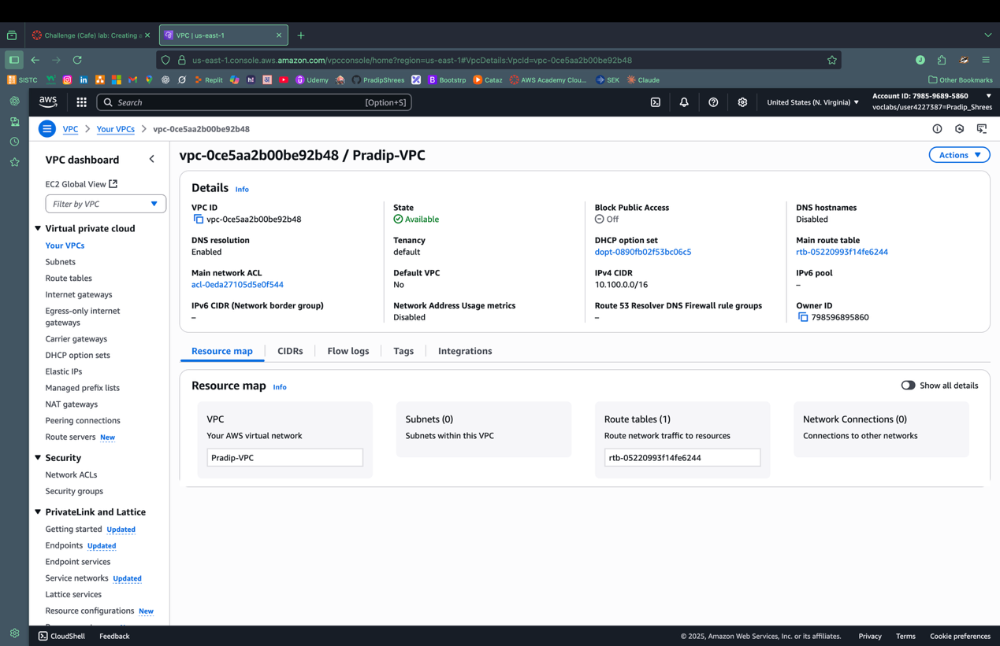 Challenge (Cafe) lab: Creating a
VPC | us-east-1
us-east-1.console.aws.amazon.com/vpcconsole/home?region=us-east-1#VpcDetails:VpcId=vpc-0ce5aa2b00be92b48
SISTC
Replit
h!
Udemy
PradipShrees
Bootstrp
Cataz
AWS Academy Clou...
SEK
Claude
Other Bookmarks
aws
Search
[Option+S]
United States (N. Virginia)
Account ID: 7985-9689-5860
voclabs/user4227387=Pradip_Shrees
VPC
Your VPCs
vpc-0ce5aa2b00be92b48
VPC dashboard
EC2 Global View
Filter by VPC
Virtual private cloud
Your VPCs
Subnets
Route tables
Internet gateways
Egress-only internet
gateways
Carrier gateways
DHCP option sets
Elastic IPs
Managed prefix lists
NAT gateways
Peering connections
Route servers New
Security
Network ACLs
Security groups
PrivateLink and Lattice
Getting started Updated
Endpoints Updated
Endpoint services
Service networks Updated
Lattice services
Resource configurations New
vpc-0ce5aa2b00be92b48 / Pradip-VPC
Actions
Details Info
VPC ID
vpc-0ce5aa2b00be92b48
State
Available
Block Public Access
Off
DNS hostnames
Disabled
DNS resolution
Enabled
Tenancy
default
DHCP option set
dopt-0890fb02f53bc06c5
Main route table
rtb-05220993f14fe6244
Main network ACL
acl-0eda27105d5e0f544
Default VPC
No
IPv4 CIDR
10.100.0.0/16
IPv6 pool
–
IPv6 CIDR (Network border group)
–
Network Address Usage metrics
Disabled
Route 53 Resolver DNS Firewall rule groups
–
Owner ID
798596895860
Resource map
CIDRs
Flow logs
Tags
Integrations
Resource map Info
Show all details
VPC
Your AWS virtual network
Pradip-VPC
Subnets (0)
Subnets within this VPC
Route tables (1)
Route network traffic to resources
rtb-05220993f14fe6244
Network Connections (0)
Connections to other networks
CloudShell
Feedback
© 2025, Amazon Web Services, Inc. or its affiliates.
Privacy
Terms
Cookie preferences